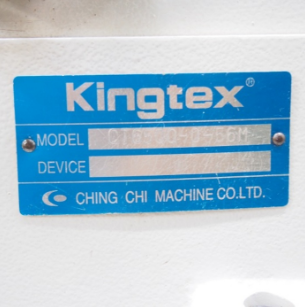 Kingtex®
MODEL
DEVICE
CHING CHI MACHINE CO.LTD.